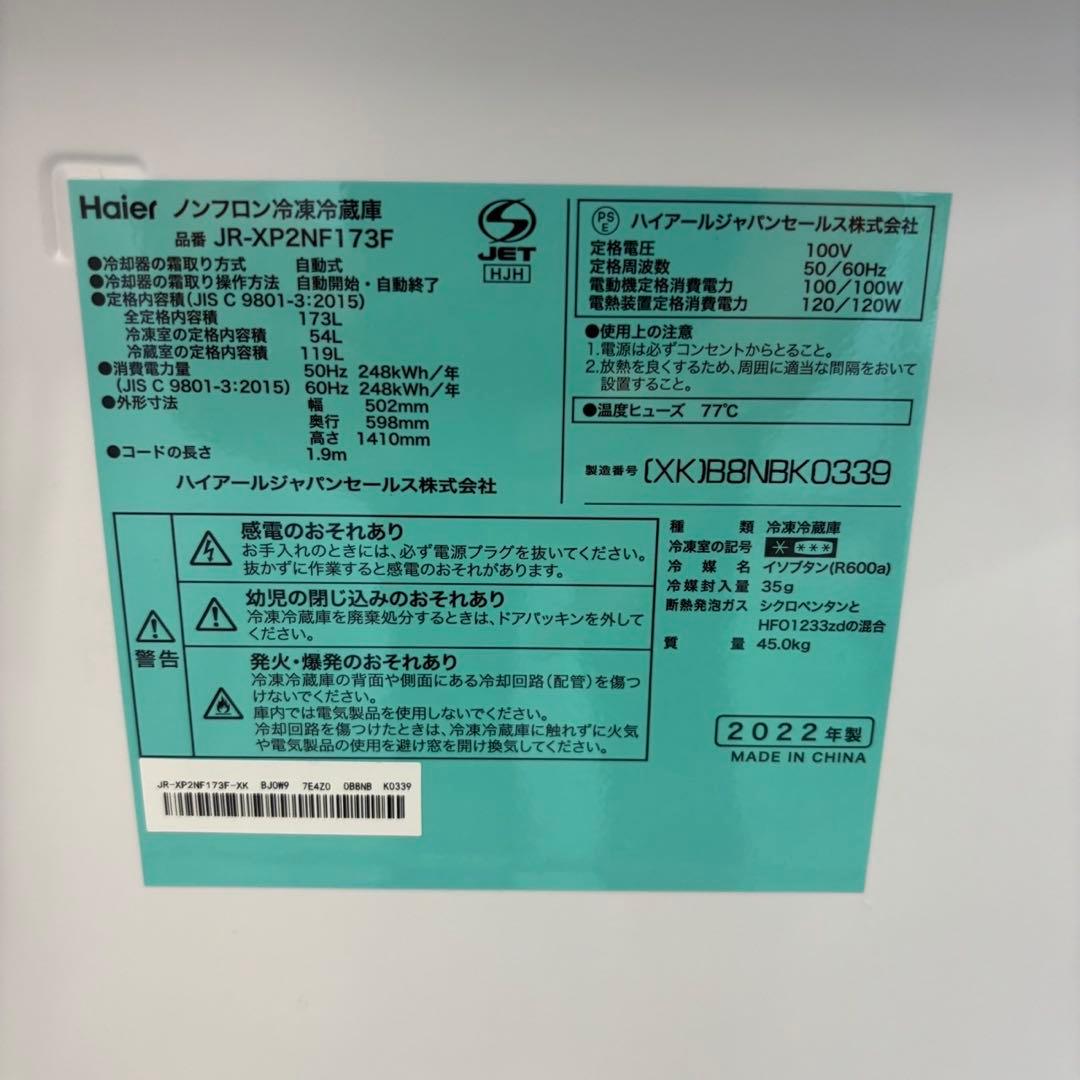 Haier ノンフロン冷凍冷蔵庫
品番 JR-XP2NF173F
JET
HJH
●冷却器の霜取り方式 自動式
●冷却器の霜取り操作方法 自動開始・自動終了
●定格内容積(JIS C 9801-3:2015)
全定格内容積 173L
冷凍室の定格内容積 54L
冷蔵室の定格内容積 119L
●消費電力量 50Hz 248kWh/年
(JIS C 9801-3:2015) 60Hz 248kWh/年
●外形寸法 幅 502mm
奥行 598mm
高さ 1410mm
●コードの長さ 1.9m
ハイアールジャパンセールス株式会社
PSE ハイアールジャパンセールス株式会社
定格電圧 100V
定格周波数 50/60Hz
電動機定格消費電力 100/100W
電熱装置定格消費電力 120/120W
●使用上の注意
1.電源は必ずコンセントからとること。
2.放熱を良くするため、周囲に適当な間隔をおいて
設置すること。
●温度ヒューズ 77℃
製造番号 (XK)B8NBK0339
警告
感電のおそれあり
お手入れのときには、必ず電源プラグを抜いてください。
抜かずに作業すると感電のおそれがあります。
幼児の閉じ込みのおそれあり
冷凍冷蔵庫を廃棄処分するときは、ドアパッキンを外して
ください。
発火・爆発のおそれあり
冷凍冷蔵庫の背面や側面にある冷却回路(配管)を傷つ
けないでください。
庫内では電気製品を使用しないでください。
冷却回路を傷つけたときは、冷凍冷蔵庫に触れずに火気
や電気製品の使用を避け窓を開け換気してください。
種類 冷凍冷蔵庫
冷凍室の記号 * ***
冷媒名 イソブタン(R600a)
冷媒封入量 35g
断熱発泡ガス シクロペンタンと
HFO1233zdの混合
質量 45.0kg
2022年製
MADE IN CHINA
JR-XP2NF173F-XK BJ0W9 7E4Z0 0B8NB K0339